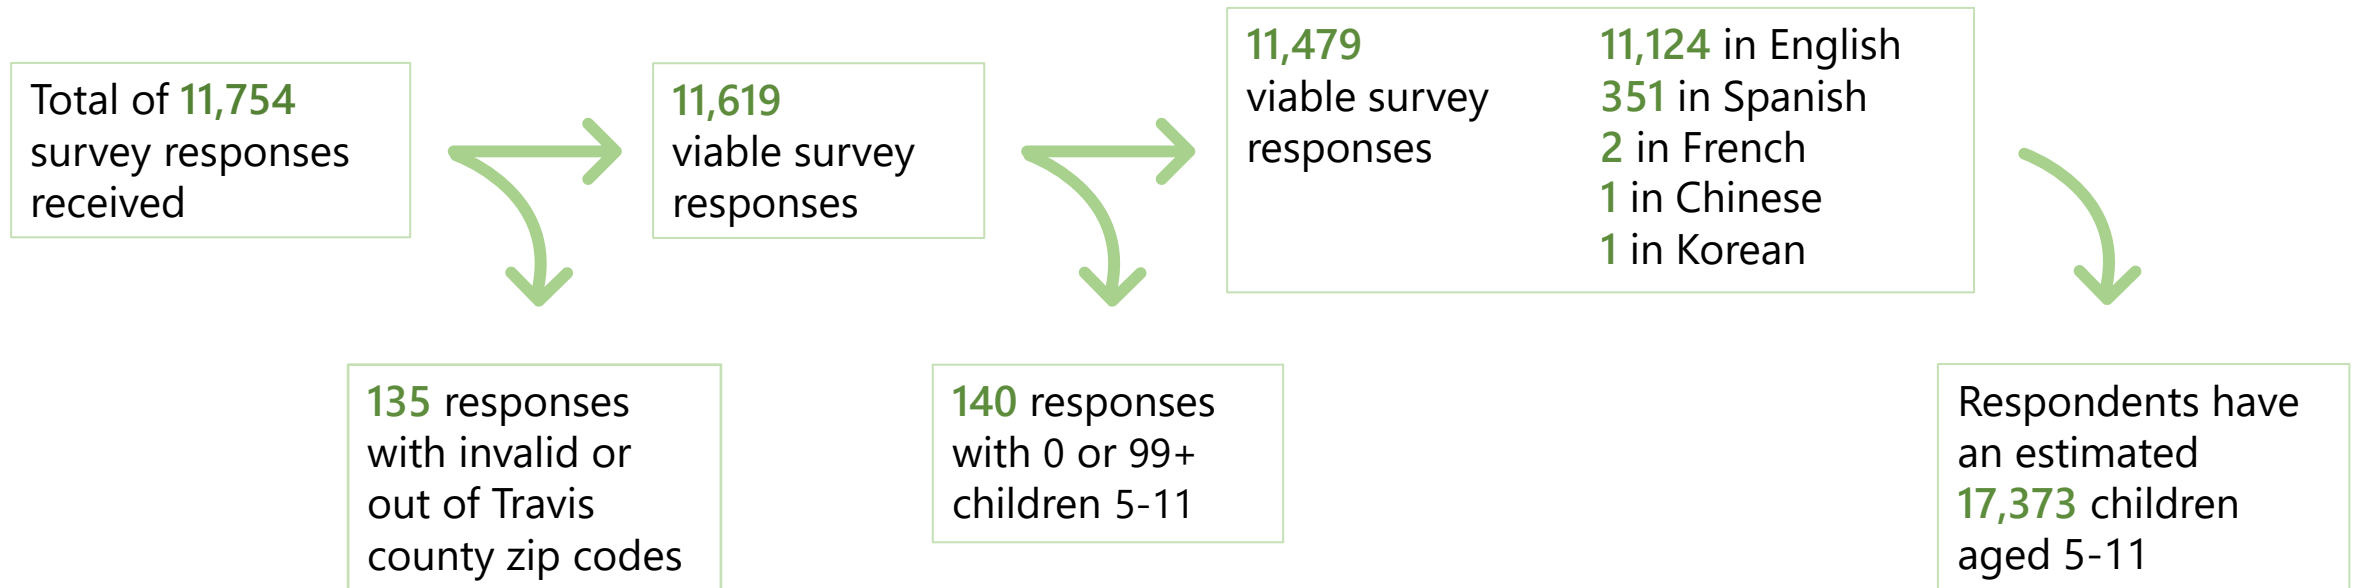 Total of 11,754
survey responses
received
11,619
viable survey
responses
11,479
viable survey
responses
11,124 in English
351 in Spanish
2 in French
1 in Chinese
1 in Korean
135 responses
with invalid or
out of Travis
county zip codes
140 responses
with 0 or 99+
children 5-11
Respondents have
an estimated
17,373 children
aged 5-11